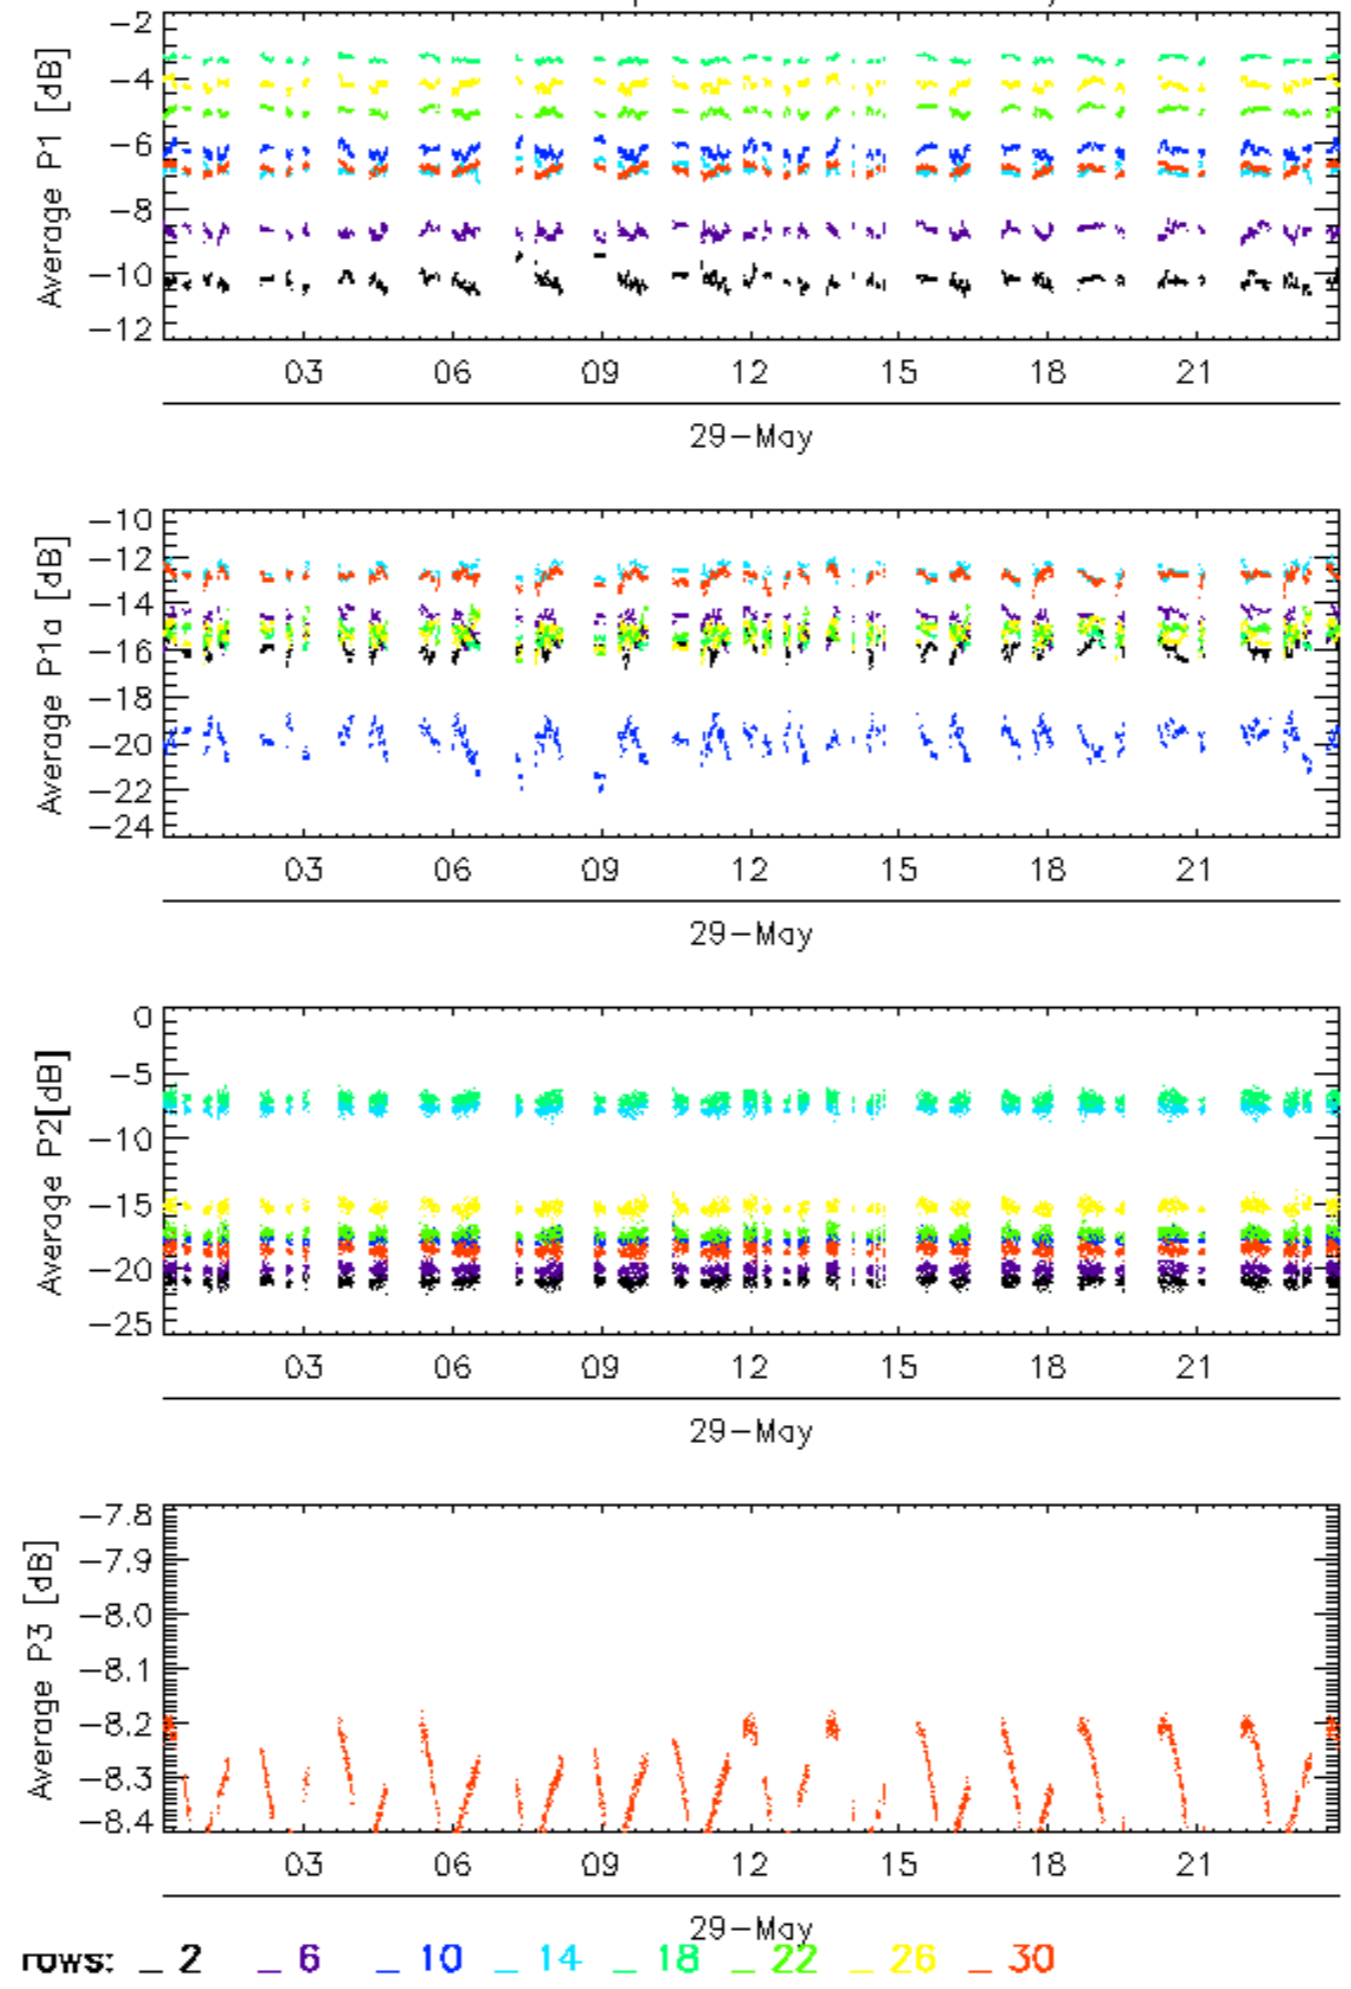 Average P1 [dB]
-2
-4
-6
-8
-10
-12
03 06 09 12 15 18 21
29-May
Average P1a [dB]
-10
-12
-14
-16
-18
-20
-22
-24
03 06 09 12 15 18 21
29-May
Average P2[dB]
0
-5
-10
-15
-20
-25
03 06 09 12 15 18 21
29-May
Average P3 [dB]
-7.8
-7.9
-8.0
-8.1
-8.2
-8.3
-8.4
03 06 09 12 15 18 21
29-May
rows: _ 2 _ 6 _ 10 _ 14 _ 18 _ 22 _ 26 _ 30